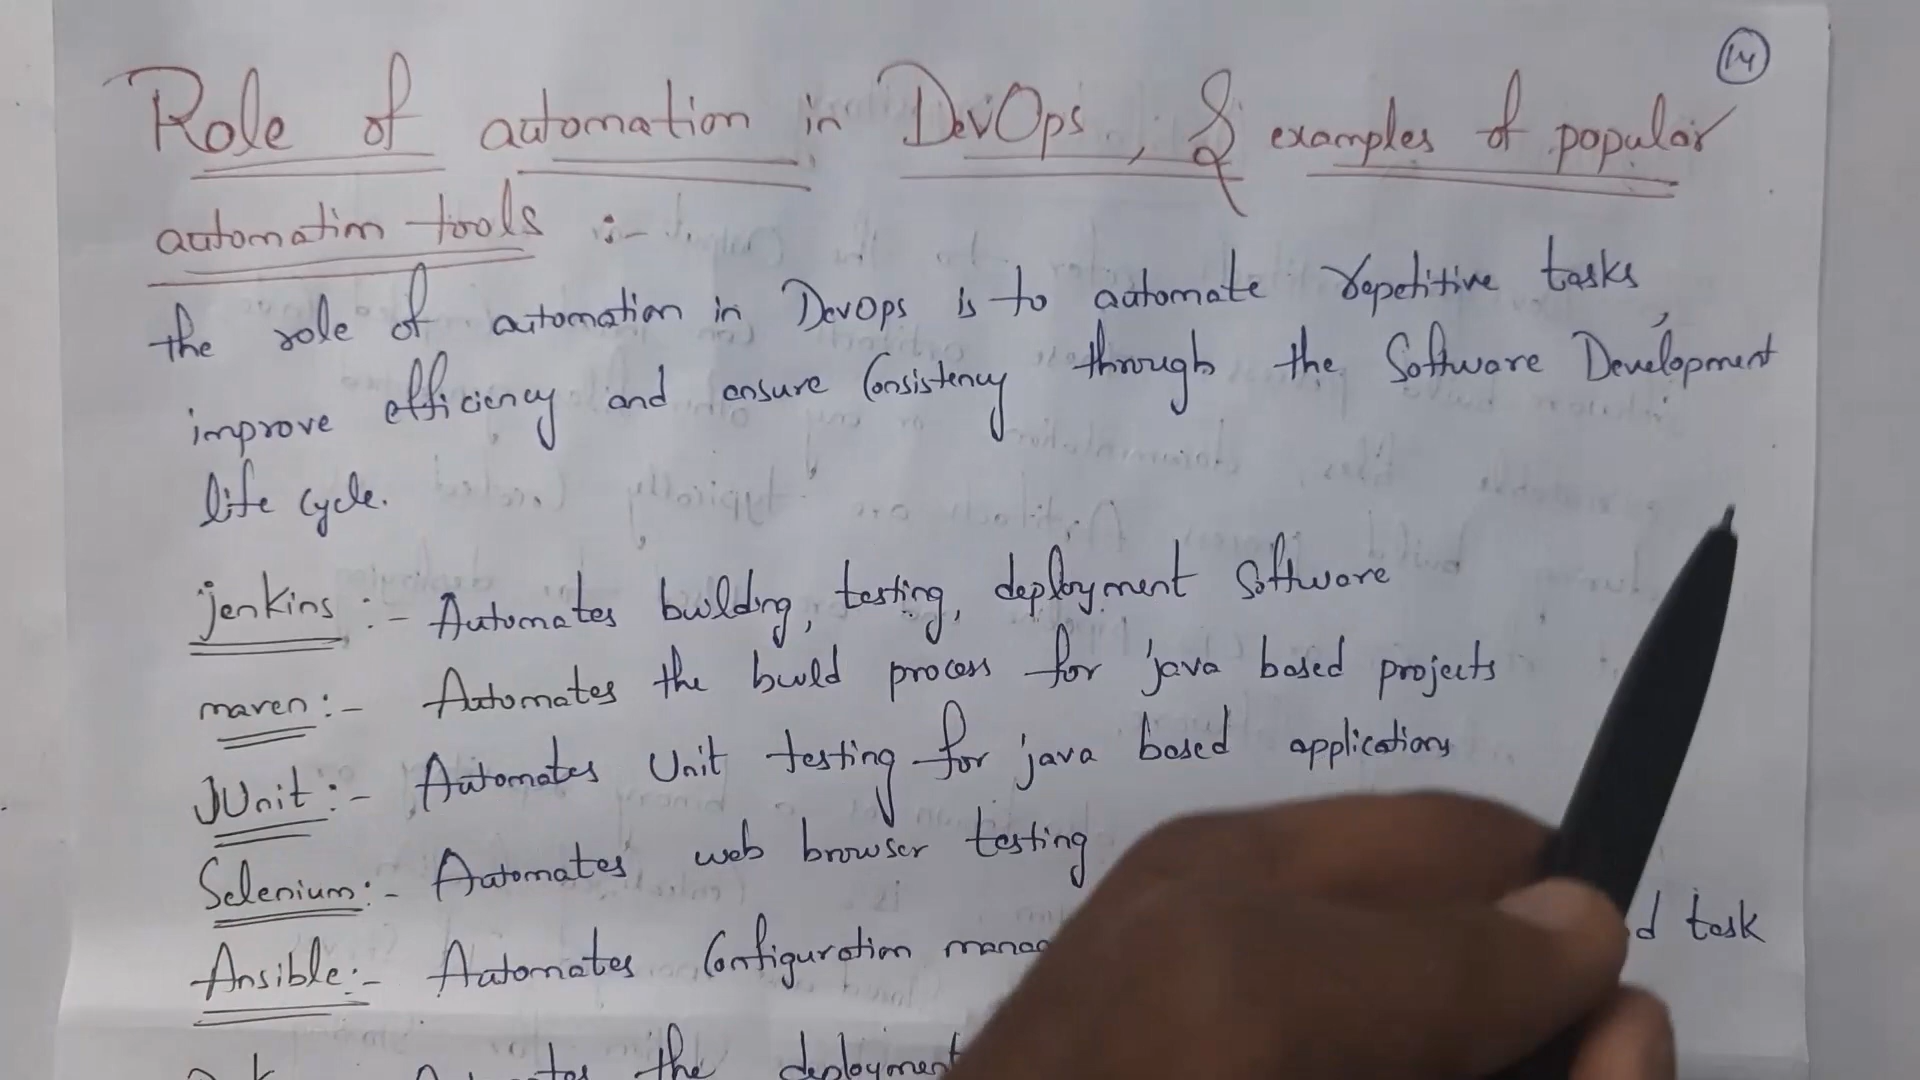 14
Role of automation in DevOps, & examples of popular
automation tools :-
the role of automation in DevOps is to automate repetitive tasks,
improve efficiency and ensure Consistency through the Software Development
life cycle.
jenkins :- Automates building, testing, deployment Software
maven :- Automates the build process for java based projects
JUnit :- Automates Unit testing for java based applications
Selenium :- Automates web browser testing
Ansible :- Automates Configuration task
the deployment